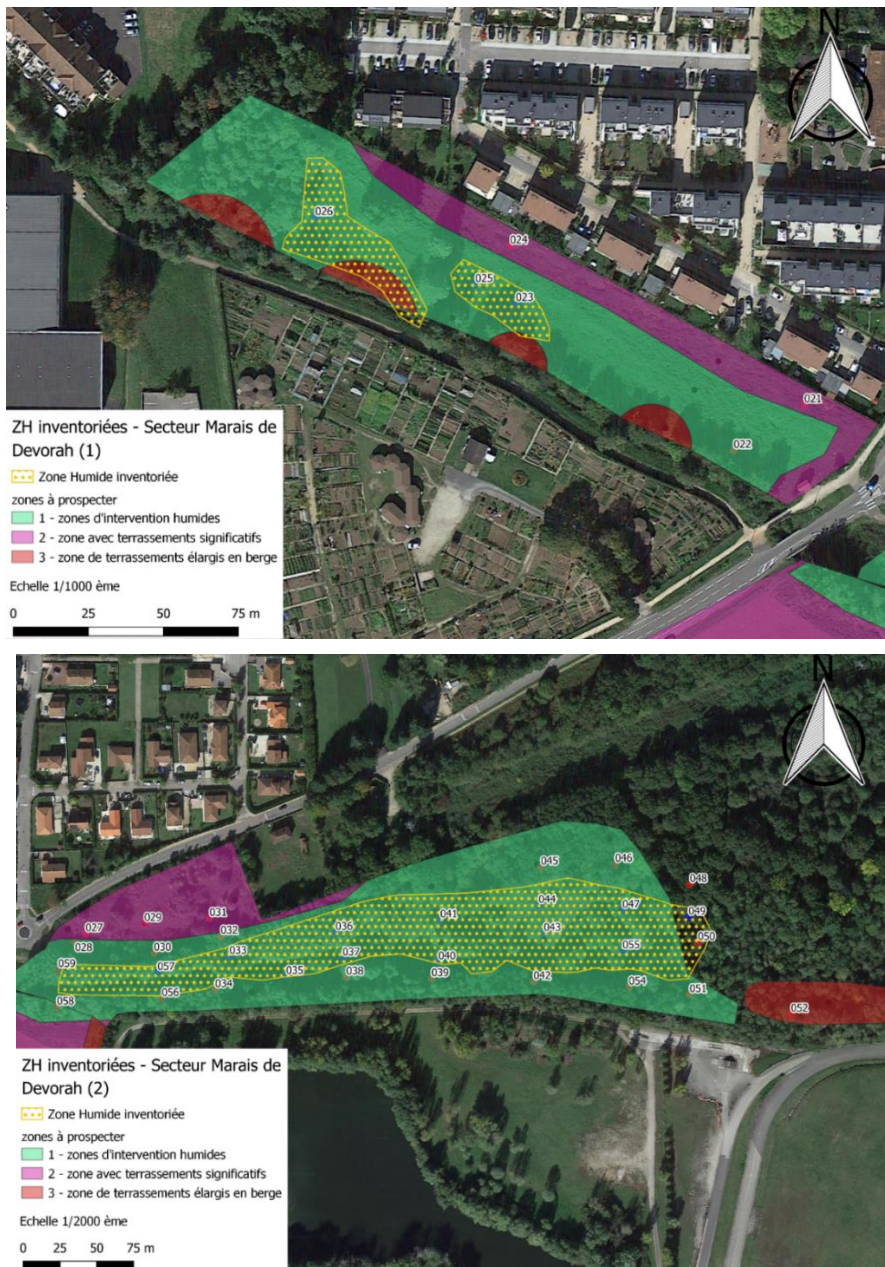 N
026
024
025
023
021
022
ZH inventoriées - Secteur Marais de
Devorah (1)
Zone Humide inventoriée
zones à prospecter
1 - zones d'intervention humides
2 - zone avec terrassements significatifs
3 - zone de terrassements élargis en berge
Echelle 1/1000 ème
0 25 50 75 m
N
045
046
048
031
029
027
044
047
049
041
036
032
043
050
028
030
033
055
037
040
059
057
035
038
039
042
054
034
056
051
058
052
ZH inventoriées - Secteur Marais de
Devorah (2)
Zone Humide inventoriée
zones à prospecter
1 - zones d'intervention humides
2 - zone avec terrassements significatifs
3 - zone de terrassements élargis en berge
Echelle 1/2000 ème
0 25 50 75 m